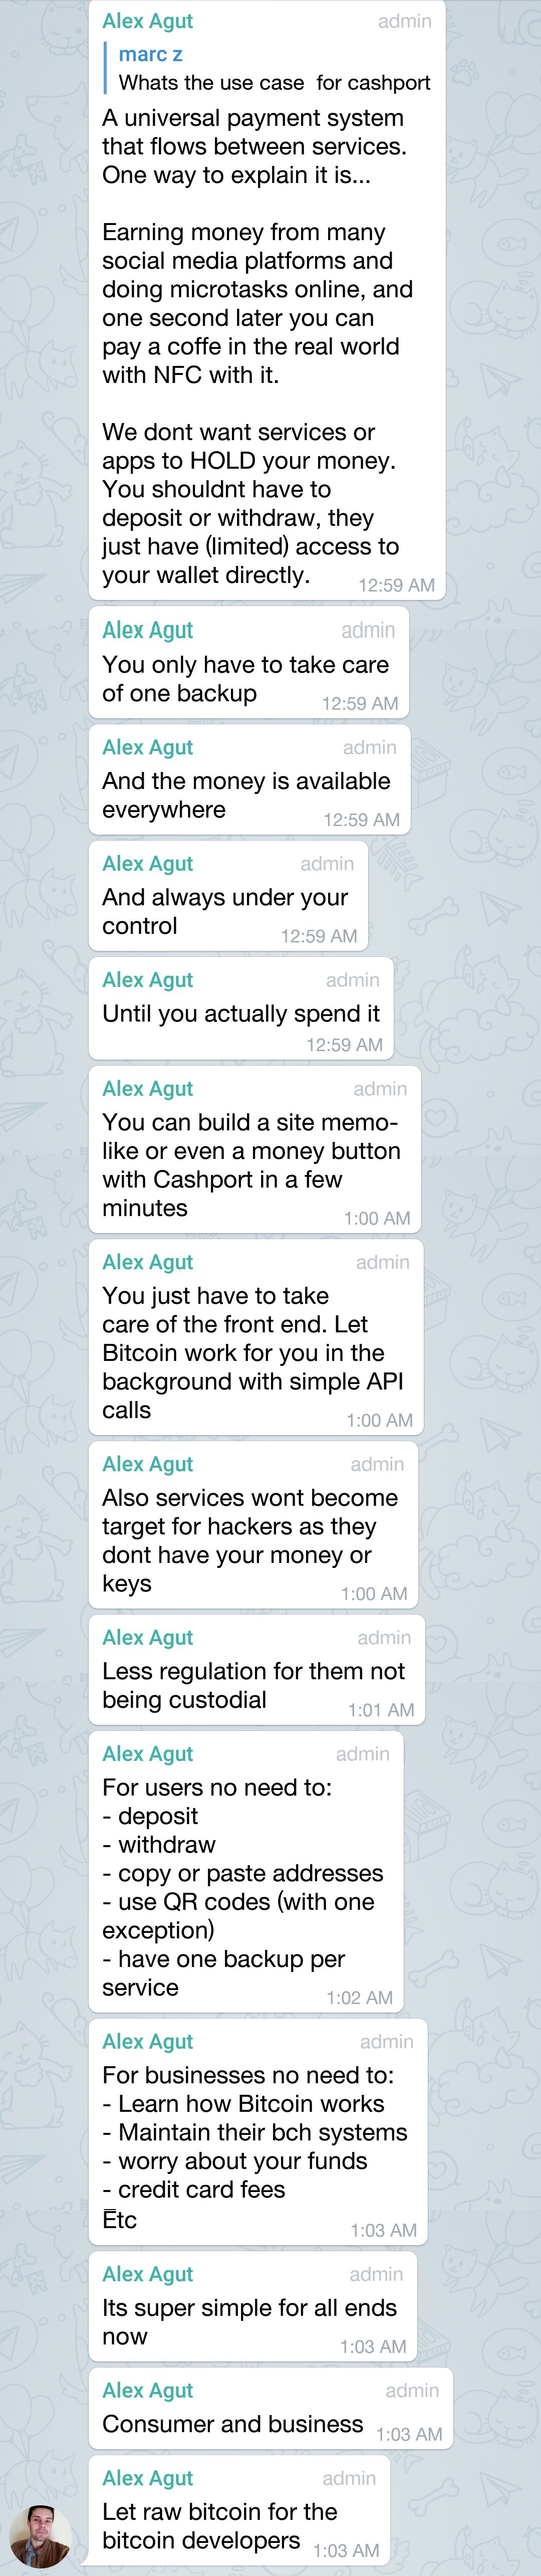 Alex Agut admin
marc z
Whats the use case  for cashport
A universal payment system
that flows between services.
One way to explain it is...
Earning money from many
social media platforms and
doing microtasks online, and
one second later you can
pay a coffe in the real world
with NFC with it.
We dont want services or
apps to HOLD your money.
You shouldnt have to
deposit or withdraw, they
just have (limited) access to
your wallet directly. 12:59 AM
Alex Agut admin
You only have to take care
of one backup 12:59 AM
Alex Agut admin
And the money is available
everywhere 12:59 AM
Alex Agut admin
And always under your
control 12:59 AM
Alex Agut admin
Until you actually spend it
12:59 AM
Alex Agut admin
You can build a site memo-
like or even a money button
with Cashport in a few
minutes 1:00 AM
Alex Agut admin
You just have to take
care of the front end. Let
Bitcoin work for you in the
background with simple API
calls 1:00 AM
Alex Agut admin
Also services wont become
target for hackers as they
dont have your money or
keys 1:00 AM
Alex Agut admin
Less regulation for them not
being custodial 1:01 AM
Alex Agut admin
For users no need to:
- deposit
- withdraw
- copy or paste addresses
- use QR codes (with one
exception)
- have one backup per
service 1:02 AM
Alex Agut admin
For businesses no need to:
- Learn how Bitcoin works
- Maintain their bch systems
- worry about your funds
- credit card fees
Etc 1:03 AM
Alex Agut admin
Its super simple for all ends
now 1:03 AM
Alex Agut admin
Consumer and business 1:03 AM
Alex Agut admin
Let raw bitcoin for the
bitcoin developers 1:03 AM